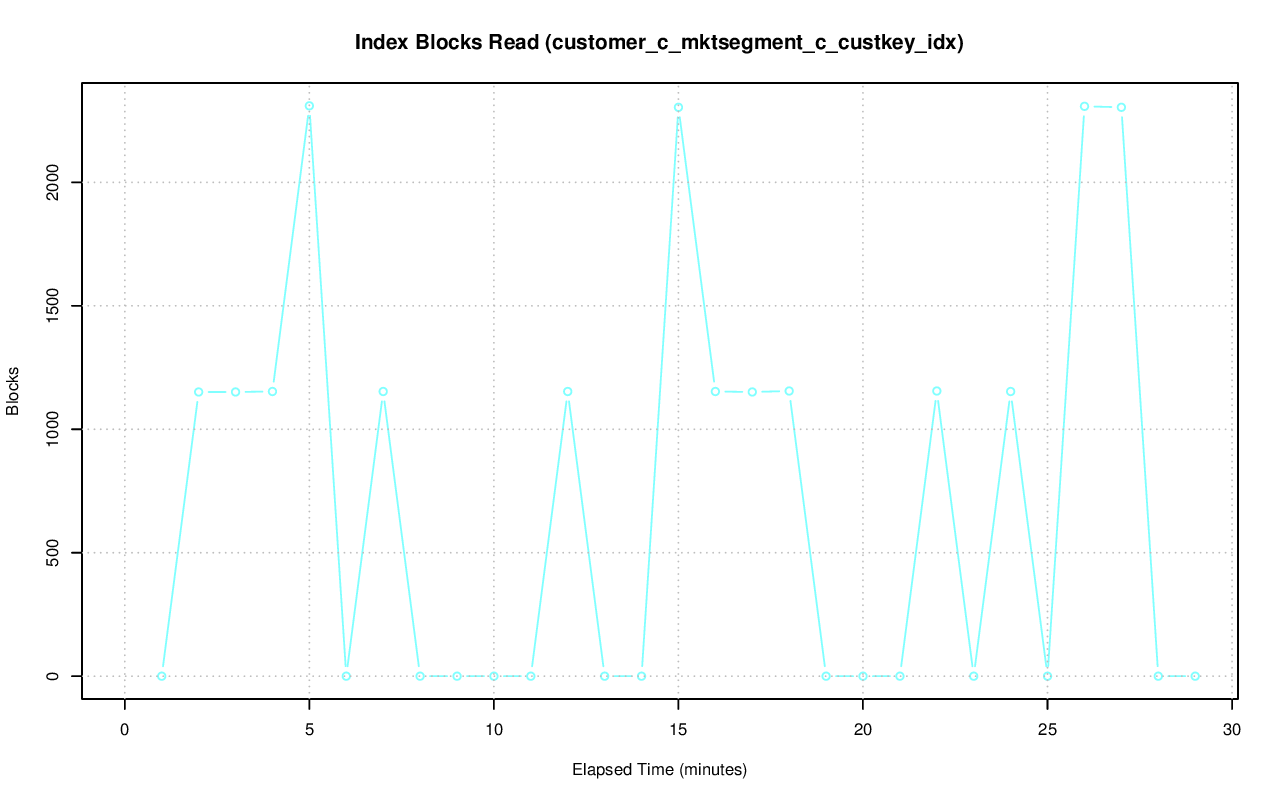 Index Blocks Read (customer_c_mktsegment_c_custkey_idx)
2000
1500
1000
500
0
Blocks
0 5 10 15 20 25 30
Elapsed Time (minutes)